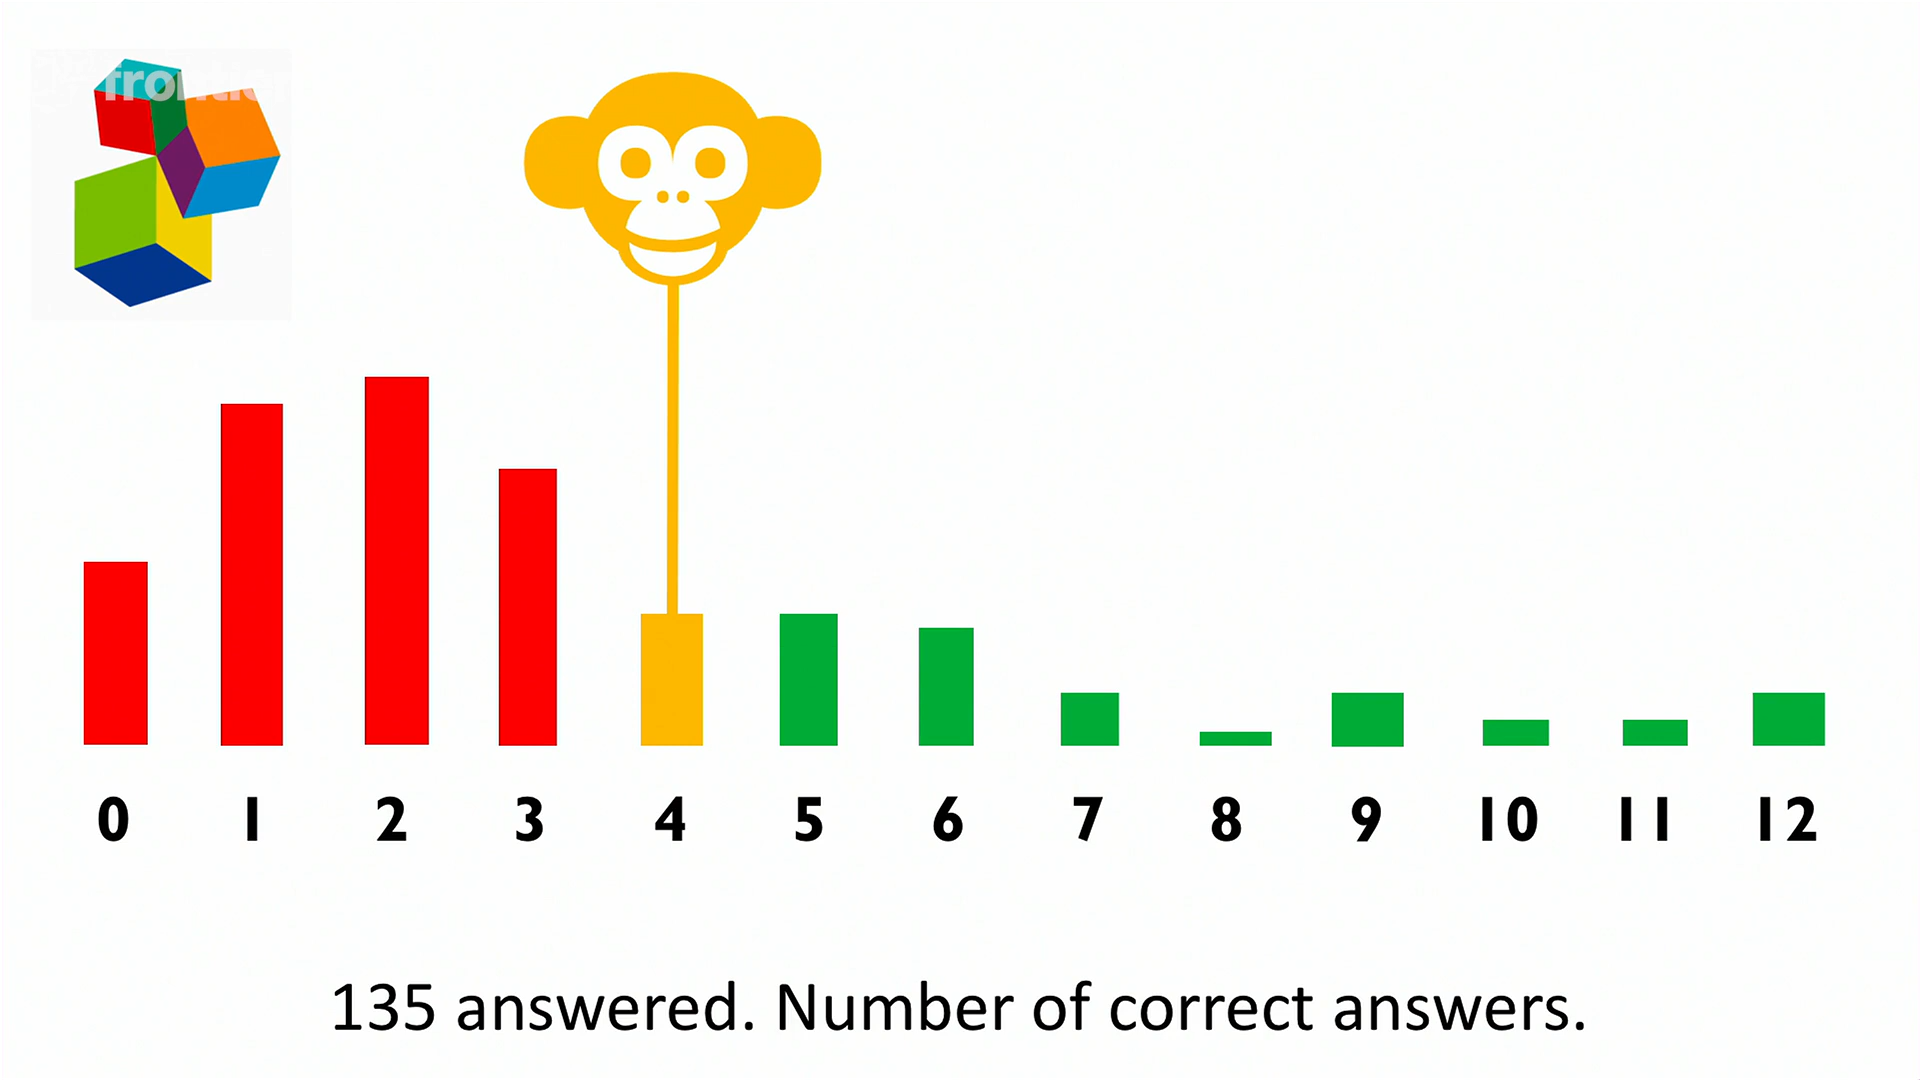 frontier
0 1 2 3 4 5 6 7 8 9 10 11 12
135 answered. Number of correct answers.